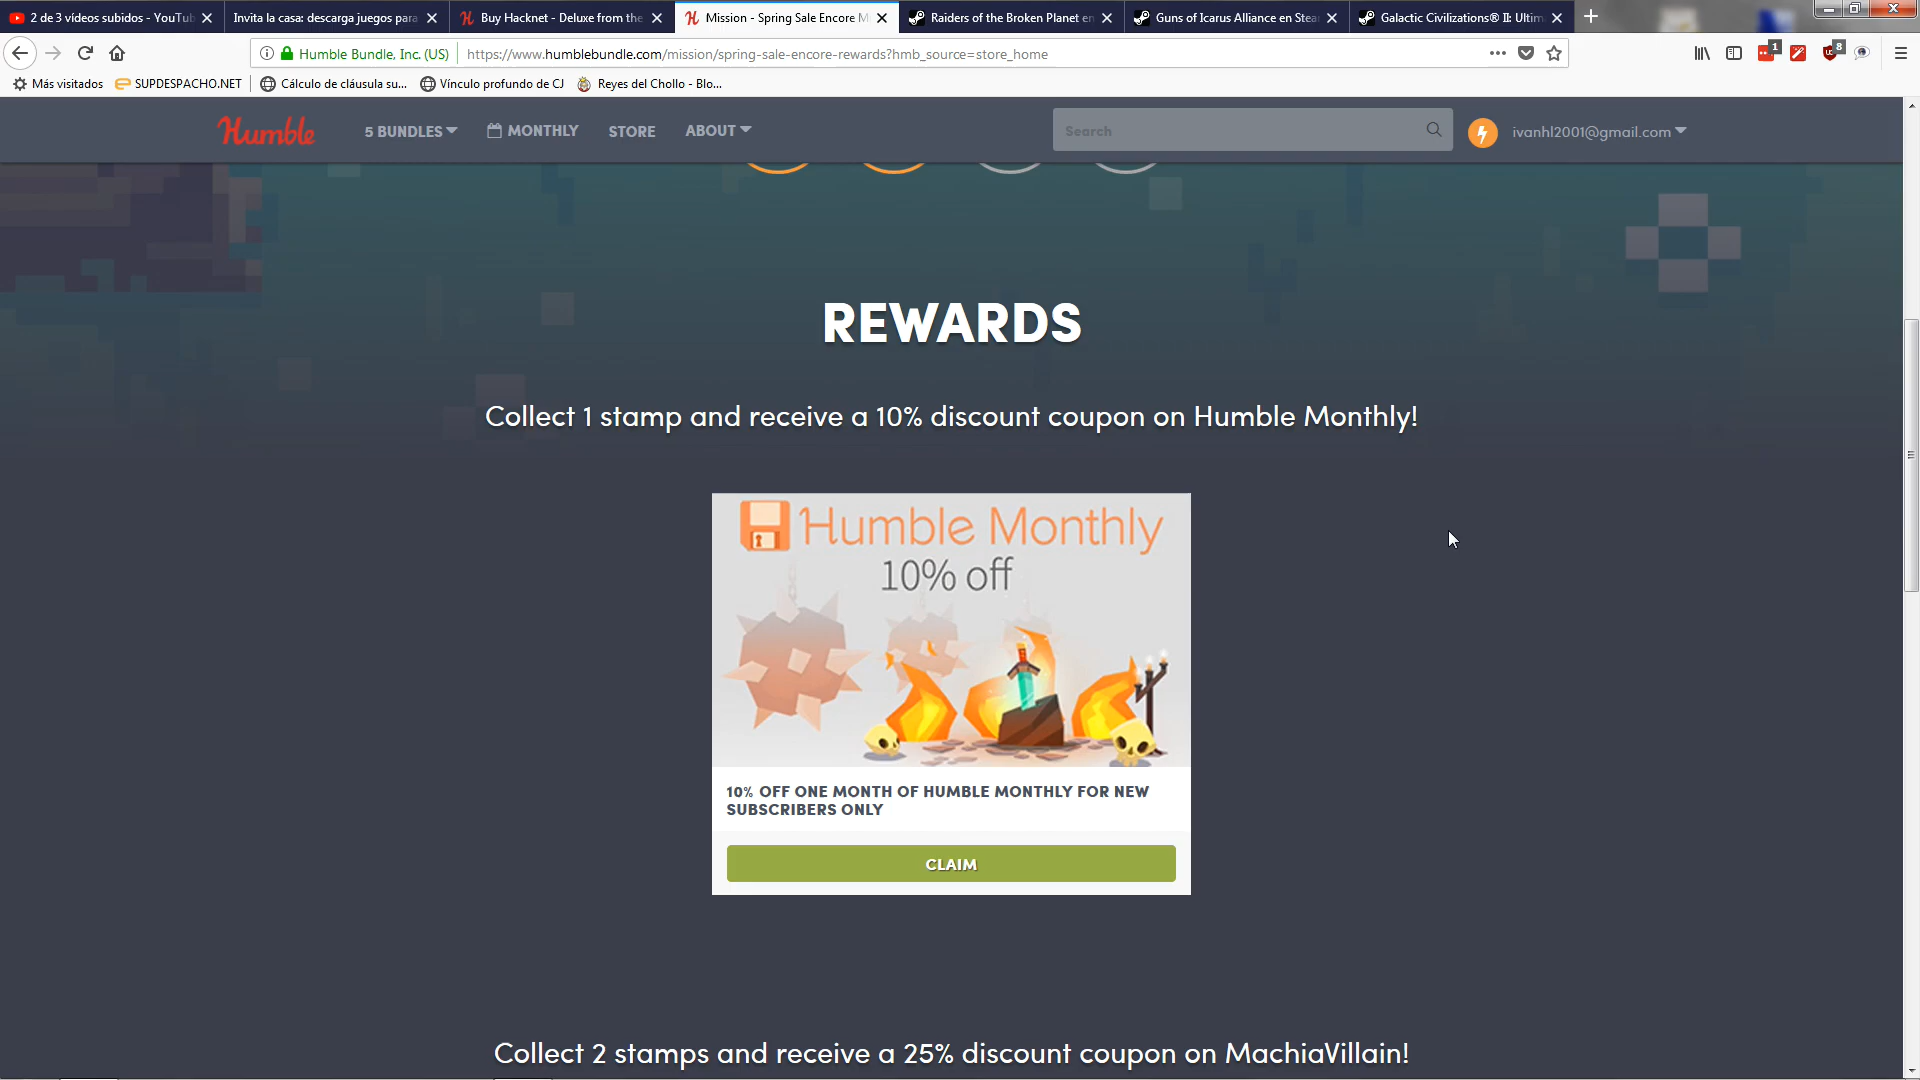 2 de 3 vídeos subidos - YouTub
Invita la casa: descarga juegos para
Buy Hacknet - Deluxe from the
Mission - Spring Sale Encore M
Raiders of the Broken Planet en
Guns of Icarus Alliance en Stea
Galactic Civilizations® II: Ultim
Humble Bundle, Inc. (US)
https://www.humblebundle.com/mission/spring-sale-encore-rewards?hmb_source=store_home
1
8
Más visitados
SUPDESPACHO.NET
Cálculo de cláusula su...
Vínculo profundo de CJ
Reyes del Chollo - Blo...
Humble
5 BUNDLES
MONTHLY
STORE
ABOUT
Search
ivanhl2001@gmail.com
REWARDS
Collect 1 stamp and receive a 10% discount coupon on Humble Monthly!
Humble Monthly
10% off
10% OFF ONE MONTH OF HUMBLE MONTHLY FOR NEW
SUBSCRIBERS ONLY
CLAIM
Collect 2 stamps and receive a 25% discount coupon on MachiaVillain!